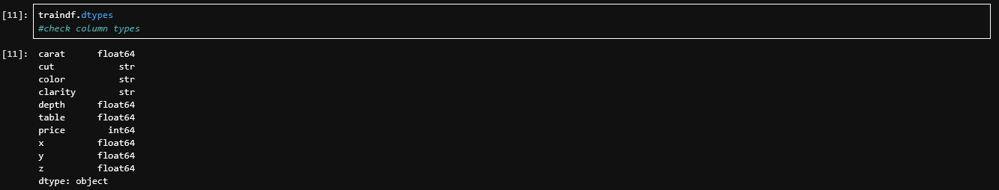 [11]: traindf.dtypes
#check column types
[11]: carat float64
cut str
color str
clarity str
depth float64
table float64
price int64
x float64
y float64
z float64
dtype: object